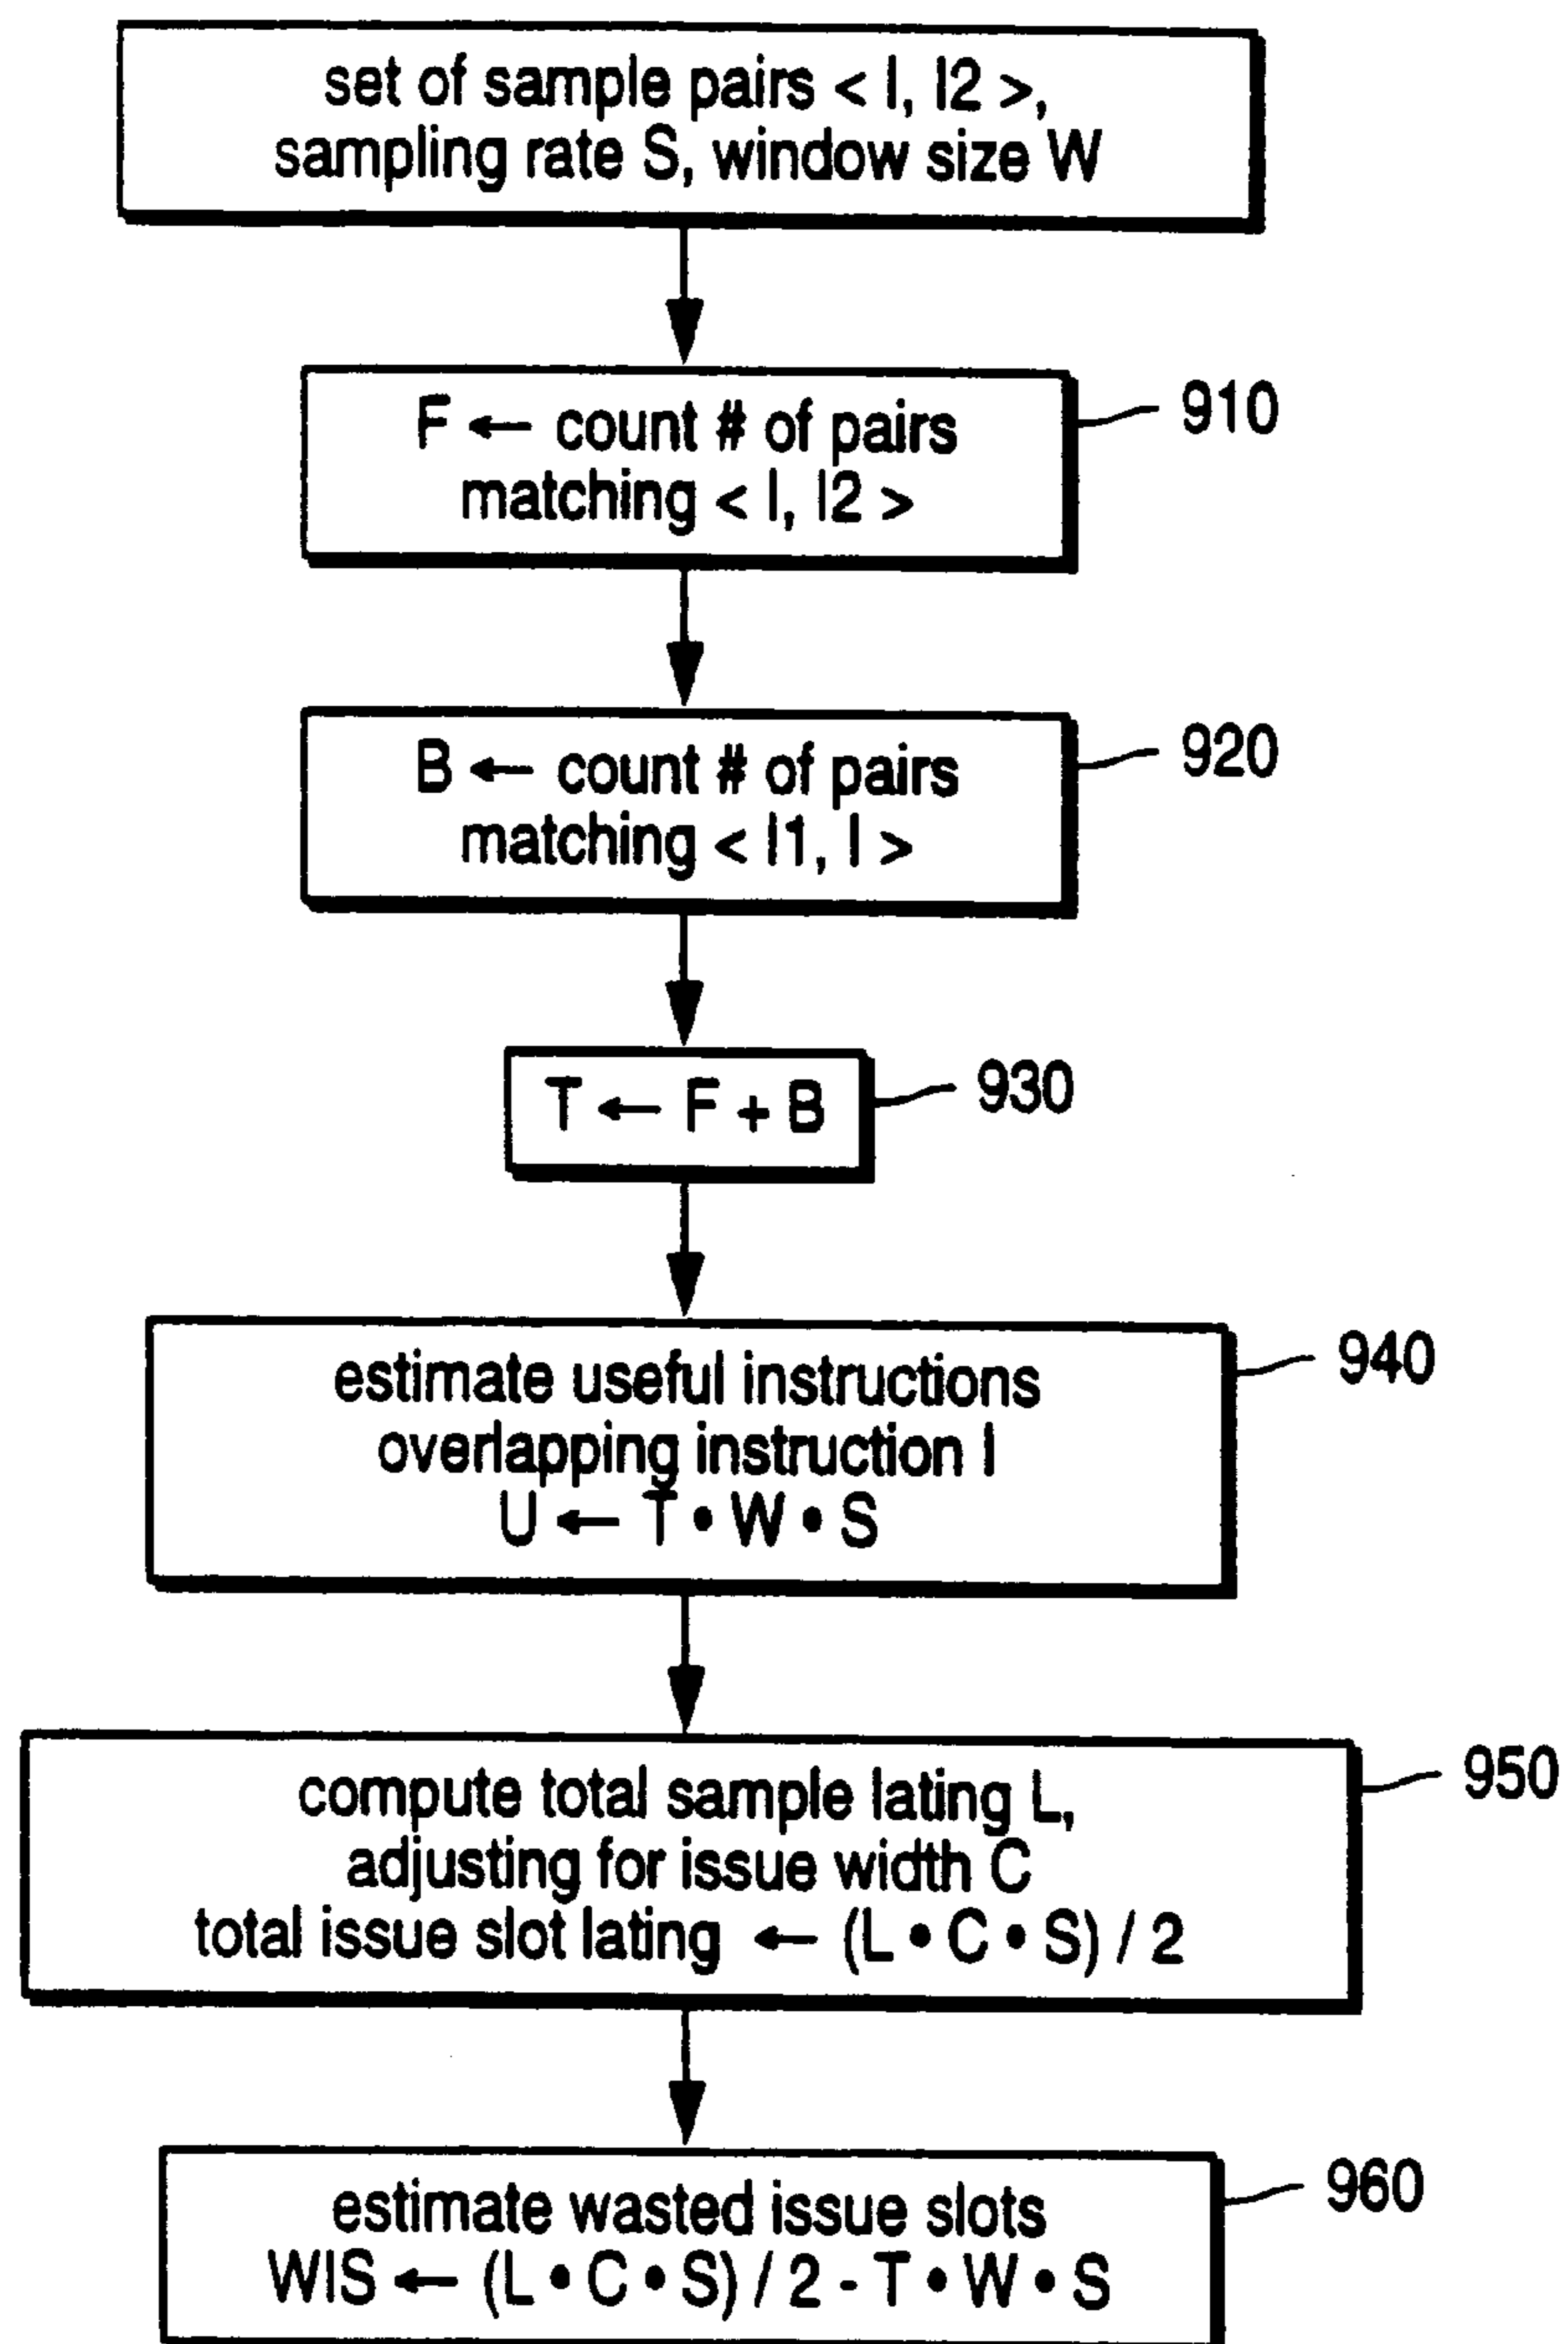 set of sample pairs < I, I2 >,
sampling rate S, window size W
F ← count # of pairs
matching < I, I2 >
910
B ← count # of pairs
matching < I1, I >
920
T ← F + B
930
estimate useful instructions
overlapping instruction I
U ← T • W • S
940
compute total sample lating L,
adjusting for issue width C
total issue slot lating ← (L • C • S) / 2
950
estimate wasted issue slots
WIS ← (L • C • S) / 2 - T • W • S
960